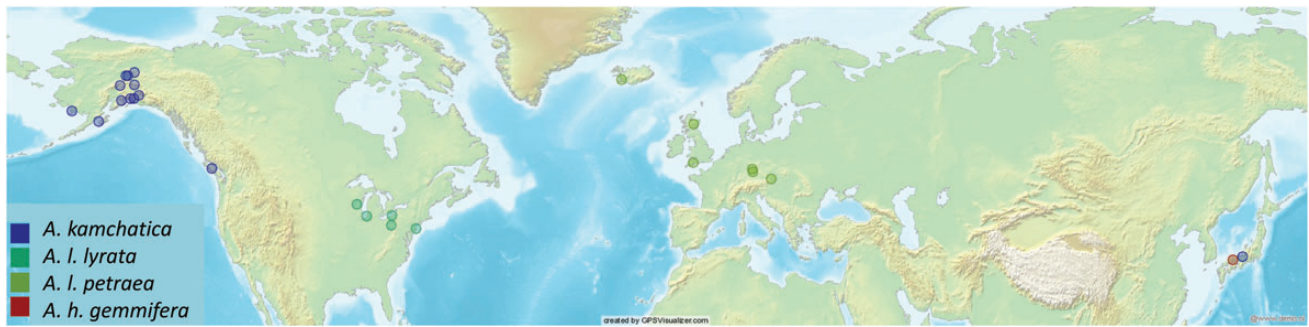 A. kamchatica
A. l. lyrata
A. l. petraea
A. h. gemmifera
created by GPSVisualizer.com